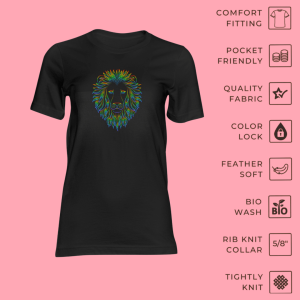 COMFORT
FITTING
POCKET
FRIENDLY
QUALITY
FABRIC
COLOR
LOCK
FEATHER
SOFT
BIO
WASH
BIO
RIB KNIT
COLLAR
5/8"
TIGHTLY
KNIT